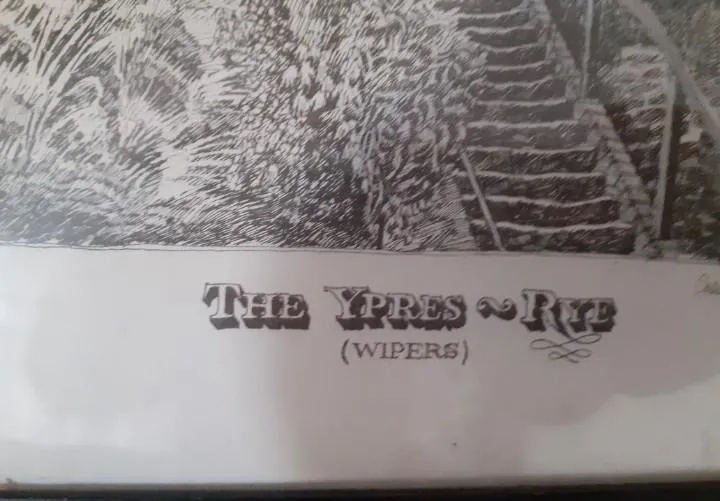 THE YPRES ~ RYE
(WIPERS)